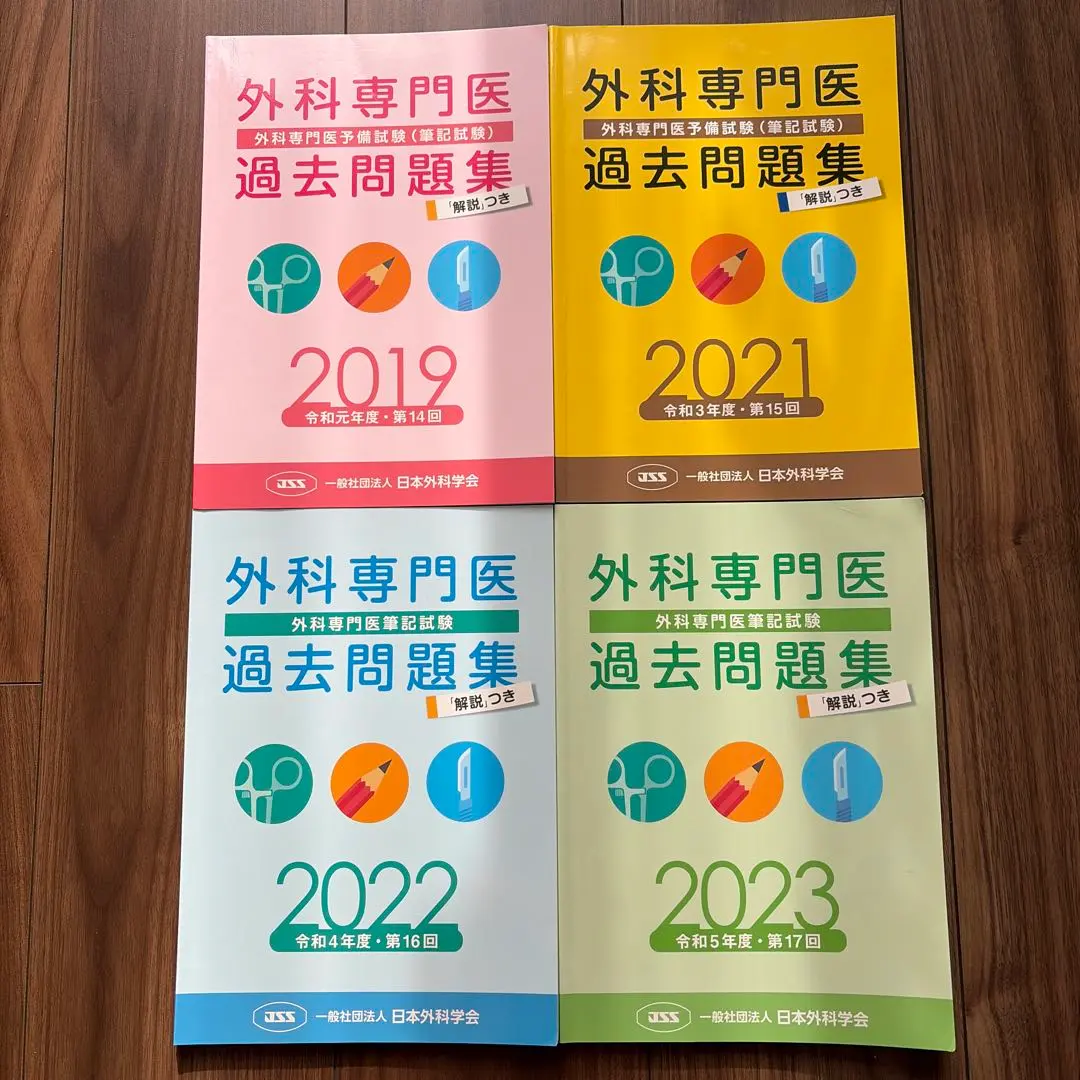 外科専門医
外科専門医予備試験(筆記試験)
過去問題集
「解説」つき
2019
令和元年度・第14回
JSS 一般社団法人 日本外科学会
外科専門医
外科専門医予備試験(筆記試験)
過去問題集
「解説」つき
2021
令和3年度・第15回
JSS 一般社団法人 日本外科学会
外科専門医
外科専門医筆記試験
過去問題集
「解説」つき
2022
令和4年度・第16回
JSS 一般社団法人 日本外科学会
外科専門医
外科専門医筆記試験
過去問題集
「解説」つき
2023
令和5年度・第17回
JSS 一般社団法人 日本外科学会